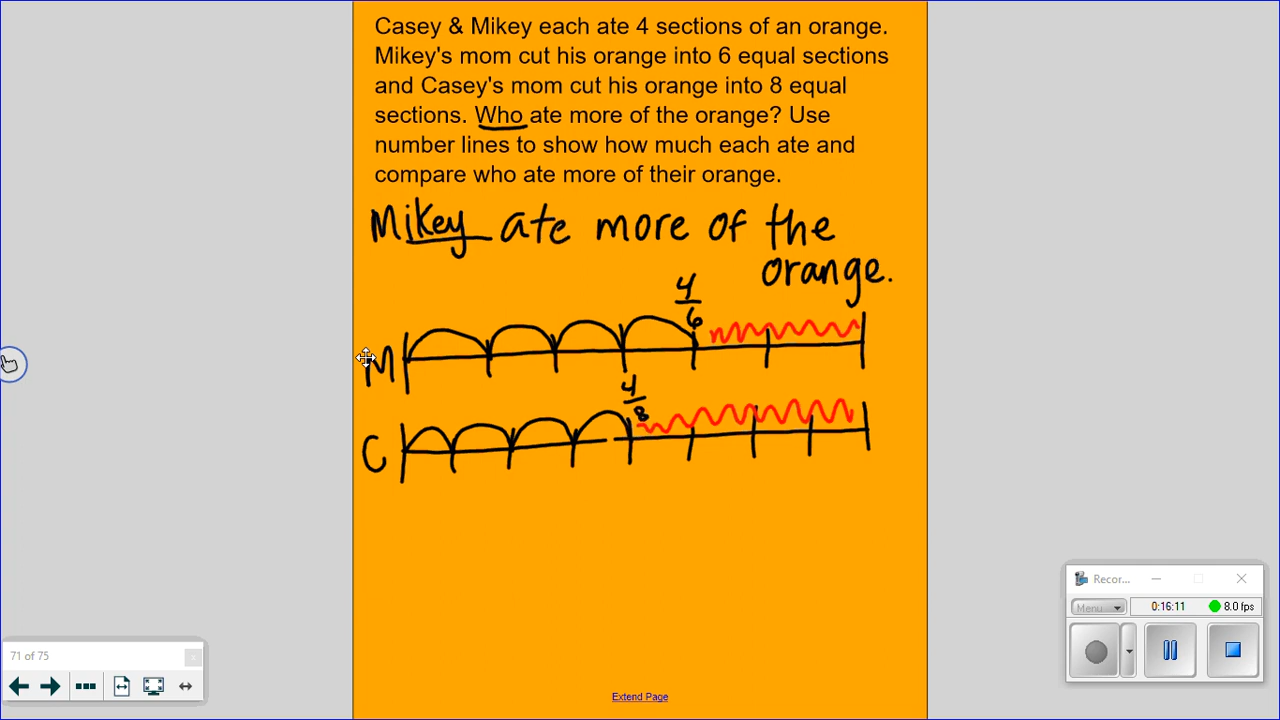 Casey & Mikey each ate 4 sections of an orange.
Mikey's mom cut his orange into 6 equal sections
and Casey's mom cut his orange into 8 equal
sections. Who ate more of the orange? Use
number lines to show how much each ate and
compare who ate more of their orange.
Mikey ate more of the
orange.
4
6
M
4
8
C
Extend Page
71 of 75
x
Recor...
Menu
0:16:11
8.0 fps